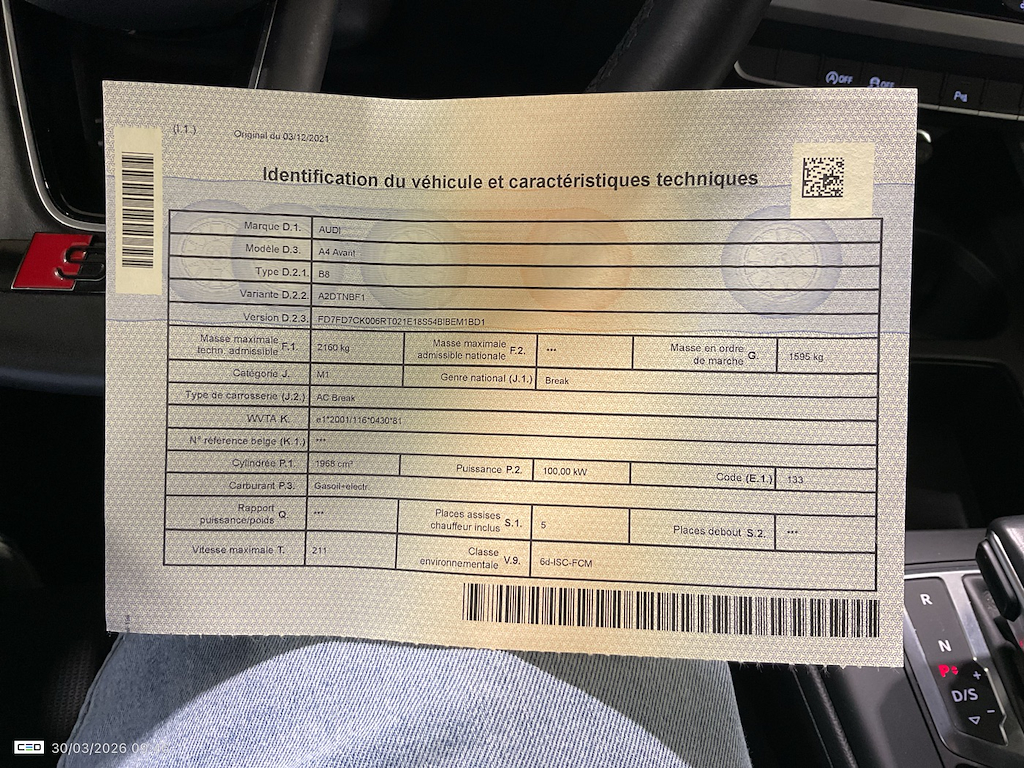 OFF OFF
(I.1.)
Original du 03/12/2021
Identification du véhicule et caractéristiques techniques
Marque D.1. AUDI
Modèle D.3. A4 Avant
Type D.2.1. B8
Variante D.2.2. A2DTNBF1
Version D.2.3. FD7FD7CK006RT021E18S54BIBEM1BD1
Masse maximale techn. admissible F.1. 2160 kg Masse maximale admissible nationale F.2. *** Masse en ordre de marche G. 1595 kg
Catégorie J. M1 Genre national (J.1.) Break
Type de carrosserie (J.2.) AC Break
WVTA K. e1*2001/116*0430*81
N° référence belge (K.1.) ***
Cylindrée P.1. 1968 cm³ Puissance P.2. 100,00 kW Code (E.1.) 133
Carburant P.3. Gasoil+electr.
Rapport puissance/poids Q. *** Places assises chauffeur inclus S.1. 5 Places debout S.2. ***
Vitesse maximale T. 211 Classe environnementale V.9. 6d-ISC-FCM
S
R
N
P
D/S
CEO 30/03/2026